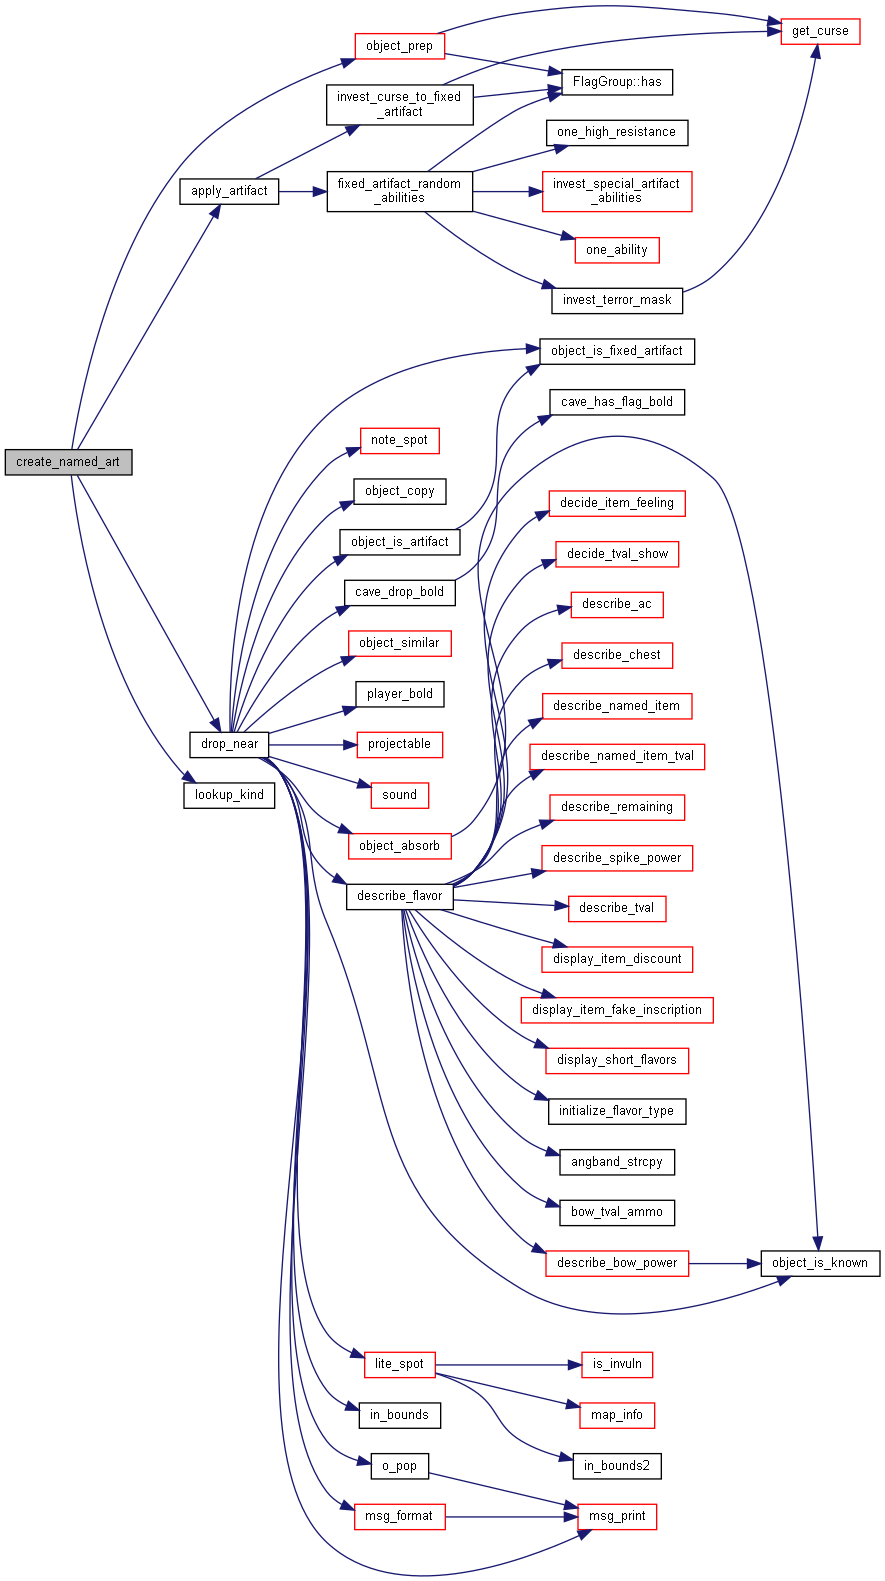 get_curse
object_prep
FlagGroup::has
invest_curse_to_fixed
_artifact
one_high_resistance
fixed_artifact_random
_abilities
invest_special_artifact
_abilities
apply_artifact
one_ability
invest_terror_mask
object_is_fixed_artifact
cave_has_flag_bold
note_spot
create_named_art
object_copy
decide_item_feeling
object_is_artifact
decide_tval_show
cave_drop_bold
describe_ac
object_similar
describe_chest
player_bold
describe_named_item
drop_near
projectable
describe_named_item_tval
lookup_kind
sound
describe_remaining
object_absorb
describe_spike_power
describe_flavor
describe_tval
display_item_discount
display_item_fake_inscription
display_short_flavors
initialize_flavor_type
angband_strcpy
bow_tval_ammo
describe_bow_power
object_is_known
lite_spot
is_invuln
in_bounds
map_info
o_pop
in_bounds2
msg_format
msg_print